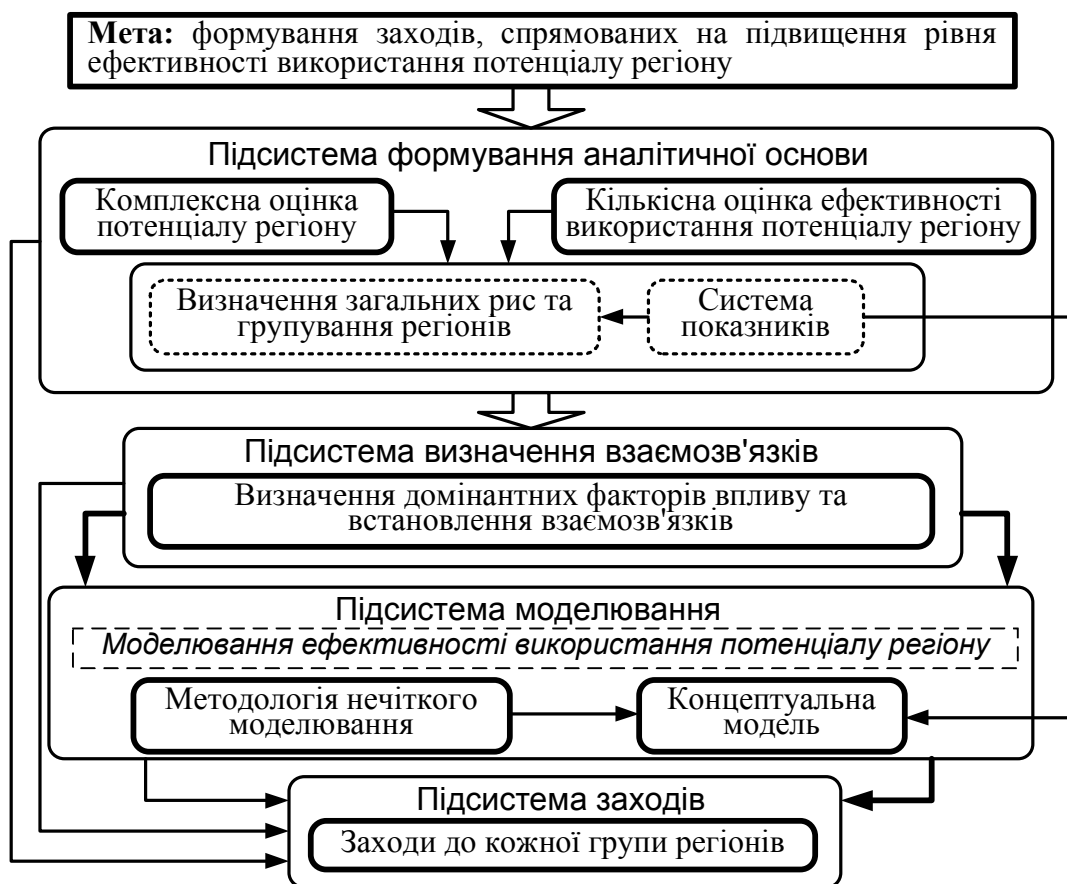 Мета: формування заходів, спрямованих на підвищення рівня
ефективності використання потенціалу регіону
Підсистема формування аналітичної основи
Комплексна оцінка
потенціалу регіону
Кількісна оцінка ефективності
використання потенціалу регіону
Визначення загальних рис та
групування регіонів
Система
показників
Підсистема визначення взаємозв'язків
Визначення домінантних факторів впливу та
встановлення взаємозв'язків
Підсистема моделювання
Моделювання ефективності використання потенціалу регіону
Методологія нечіткого
моделювання
Концептуальна
модель
Підсистема заходів
Заходи до кожної групи регіонів